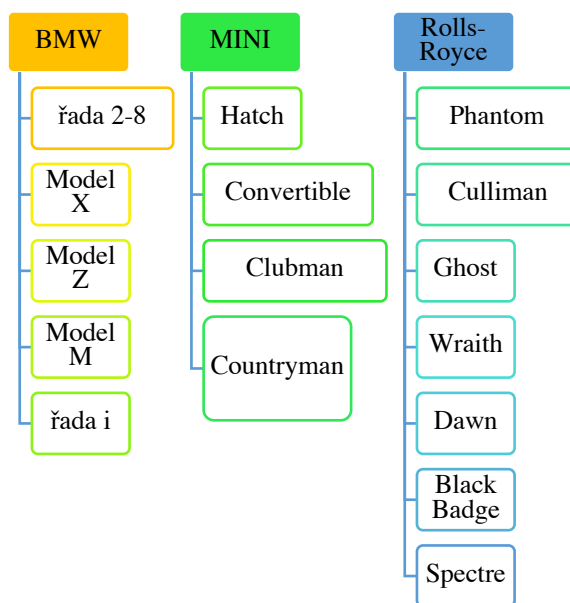 BMW
řada 2-8
Model
X
Model
Z
Model
M
řada i
MINI
Hatch
Convertible
Clubman
Countryman
Rolls-
Royce
Phantom
Culliman
Ghost
Wraith
Dawn
Black
Badge
Spectre